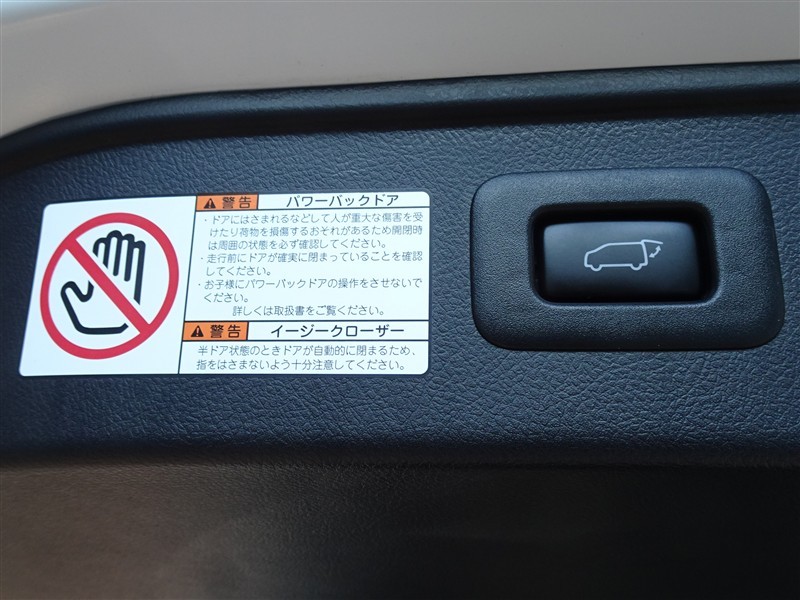 警告 パワーバックドア
・ドアにはさまれるなどして人が重大な傷害を受
けたり荷物を損傷するおそれがあるため開閉時
は周囲の状態を必ず確認してください。
・走行前にドアが確実に閉まっていることを確認
してください。
・お子様にパワーバックドアの操作をさせないで
ください。
詳しくは取扱書をご覧ください。
警告 イージークローザー
半ドア状態のときドアが自動的に閉まるため、
指をはさまないよう十分注意してください。